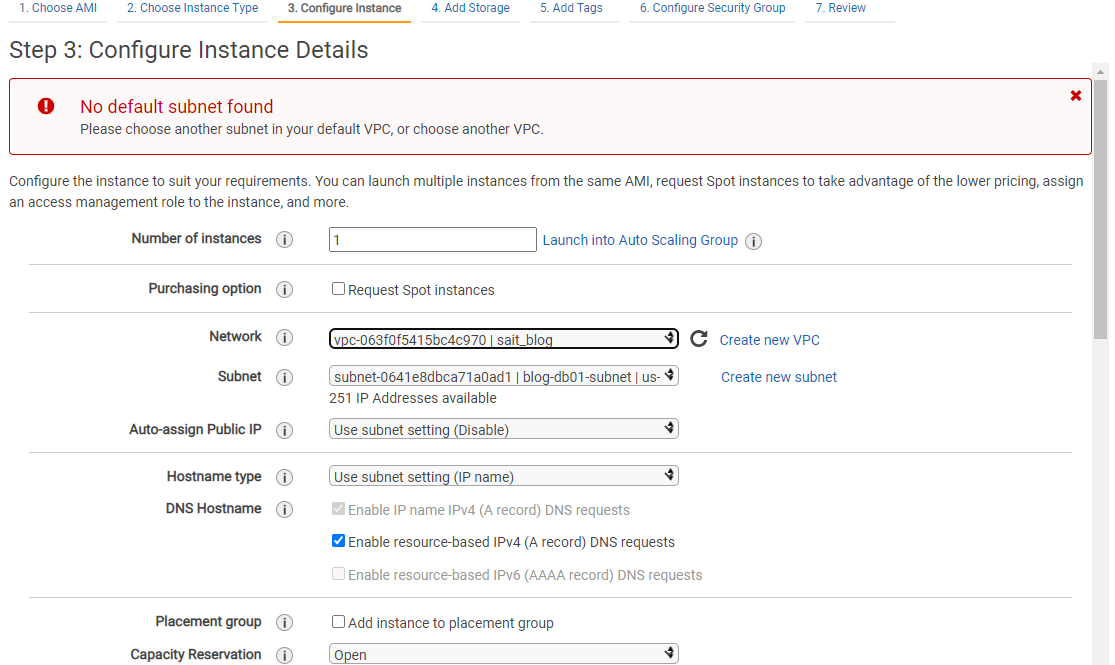 1. Choose AMI 2. Choose Instance Type 3. Configure Instance 4. Add Storage 5. Add Tags 6. Configure Security Group 7. Review
Step 3: Configure Instance Details
No default subnet found
Please choose another subnet in your default VPC, or choose another VPC.
Configure the instance to suit your requirements. You can launch multiple instances from the same AMI, request Spot instances to take advantage of the lower pricing, assign
an access management role to the instance, and more.
Number of instances 1 Launch into Auto Scaling Group
Purchasing option Request Spot instances
Network vpc-063f0f5415bc4c970 | sait_blog Create new VPC
Subnet subnet-0641e8dbca71a0ad1 | blog-db01-subnet | us- Create new subnet
251 IP Addresses available
Auto-assign Public IP Use subnet setting (Disable)
Hostname type Use subnet setting (IP name)
DNS Hostname Enable IP name IPv4 (A record) DNS requests
Enable resource-based IPv4 (A record) DNS requests
Enable resource-based IPv6 (AAAA record) DNS requests
Placement group Add instance to placement group
Capacity Reservation Open